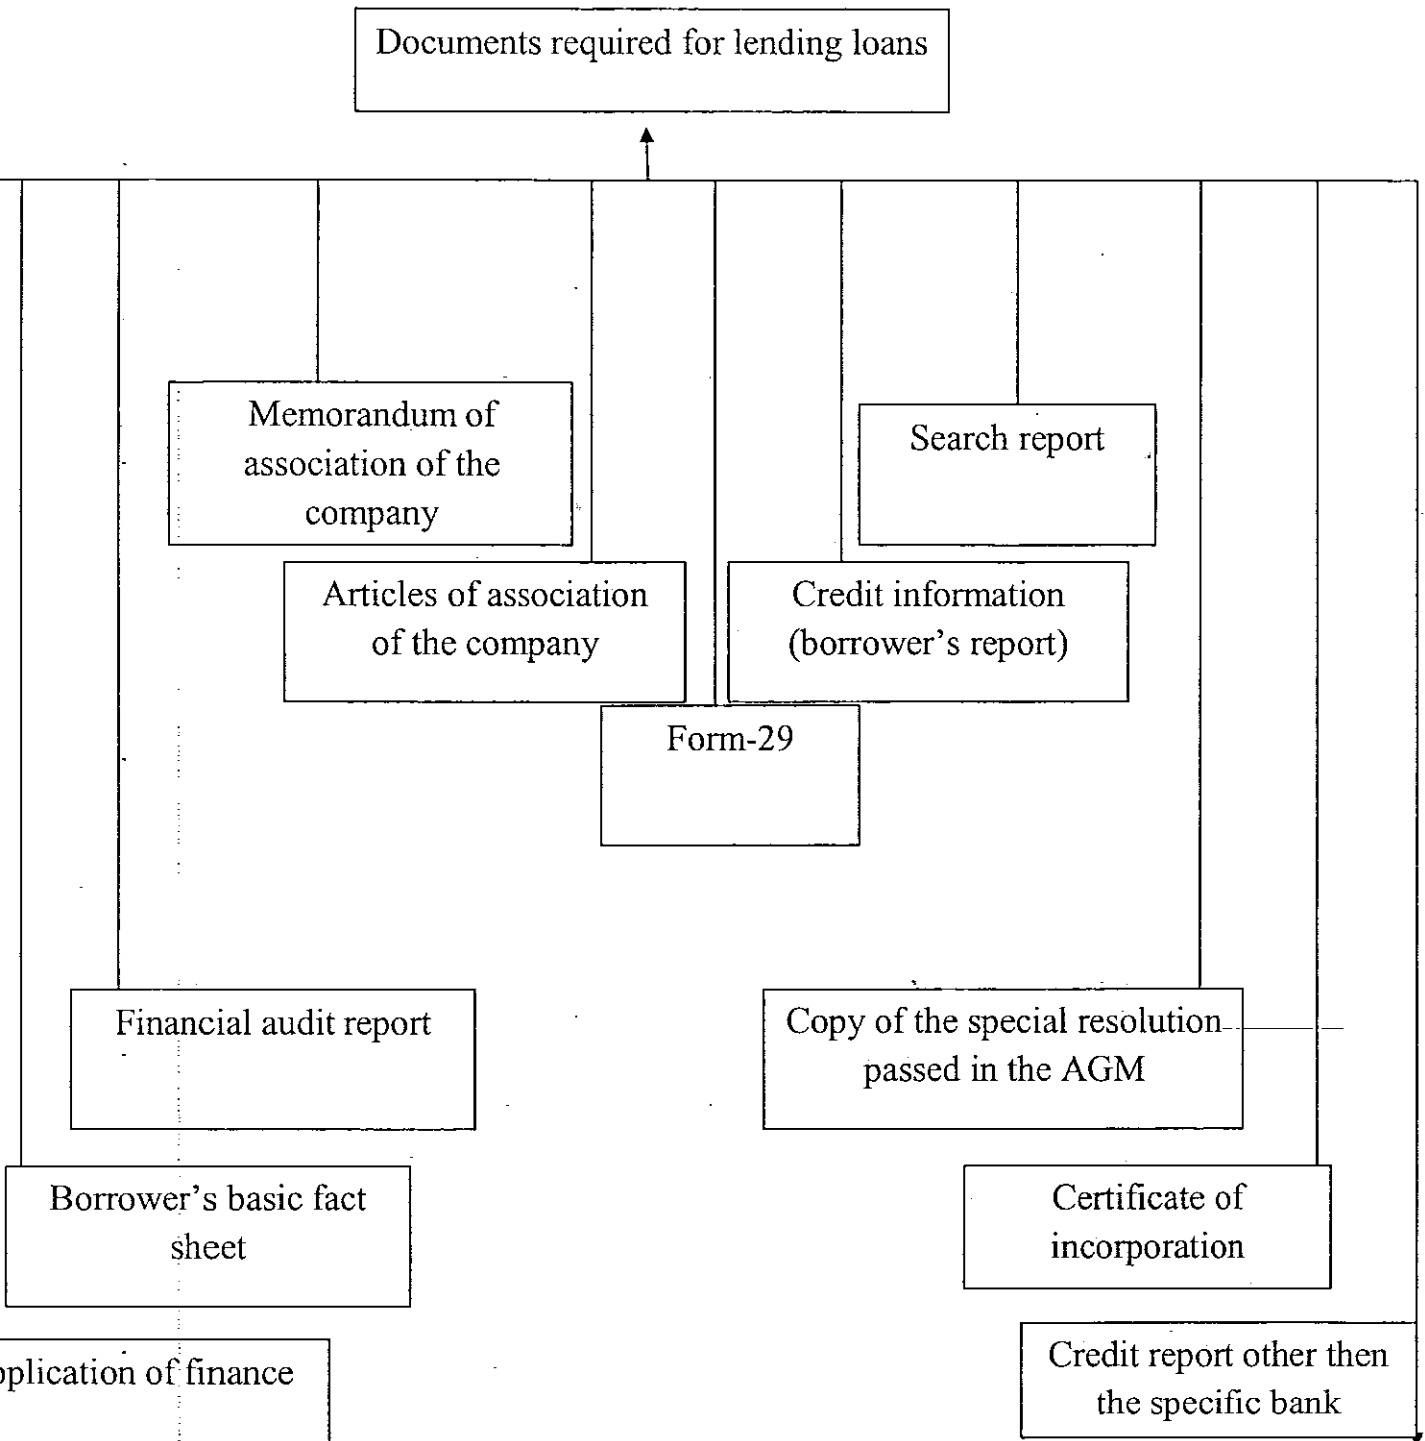 Documents required for lending loans
Memorandum of
association of the
company
Search report
Articles of association
of the company
Credit information
(borrower's report)
Form-29
Financial audit report
Copy of the special resolution
passed in the AGM
Borrower's basic fact
sheet
Certificate of
incorporation
of finance
Credit report other then
the specific bank